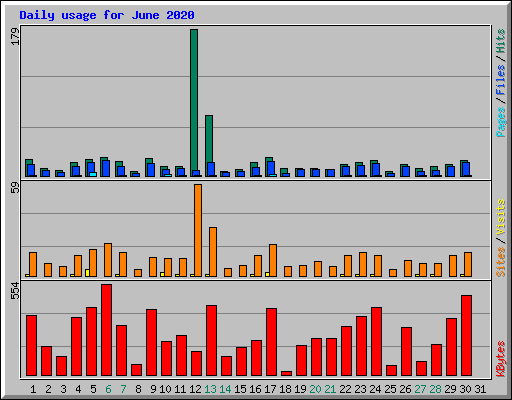 Daily usage for June 2020
179
Pages / Files / Hits
59
Sites / Visits
554
KBytes
1 2 3 4 5 6 7 8 9 10 11 12 13 14 15 16 17 18 19 20 21 22 23 24 25 26 27 28 29 30 31